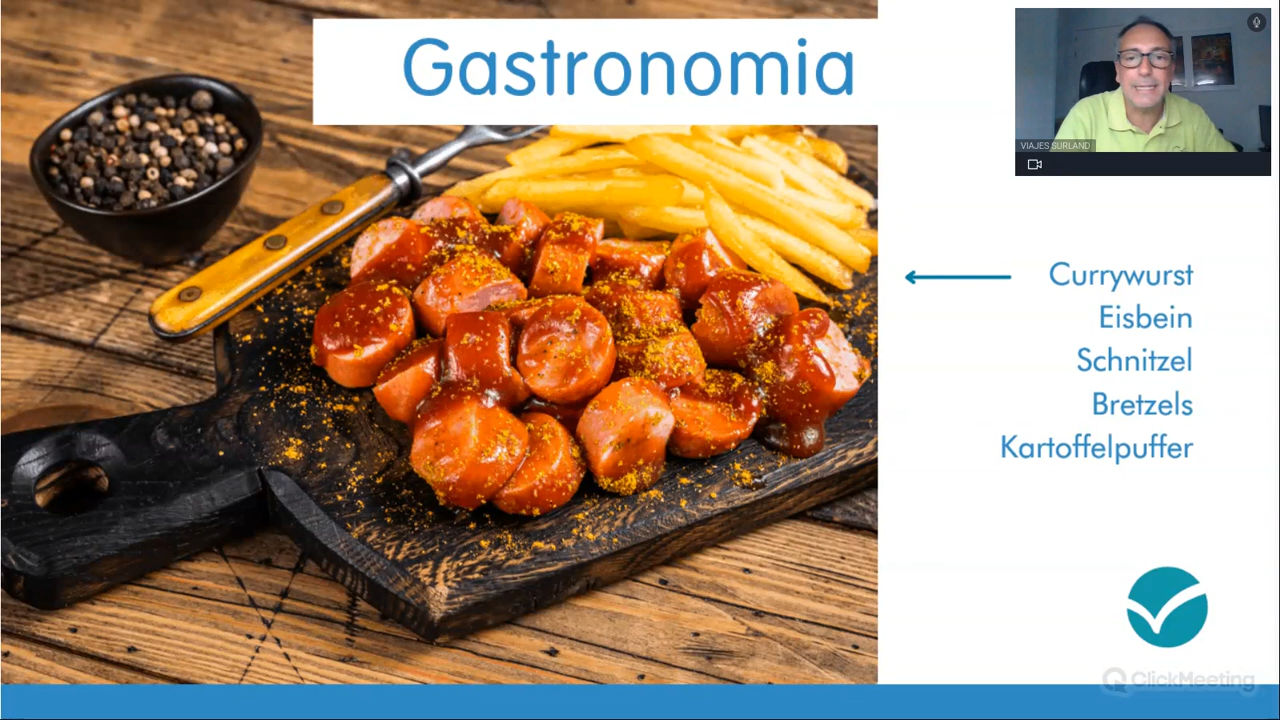 Gastronomia
VIAJES SURLAND
Currywurst
Eisbein
Schnitzel
Bretzels
Kartoffelpuffer
ClickMeeting